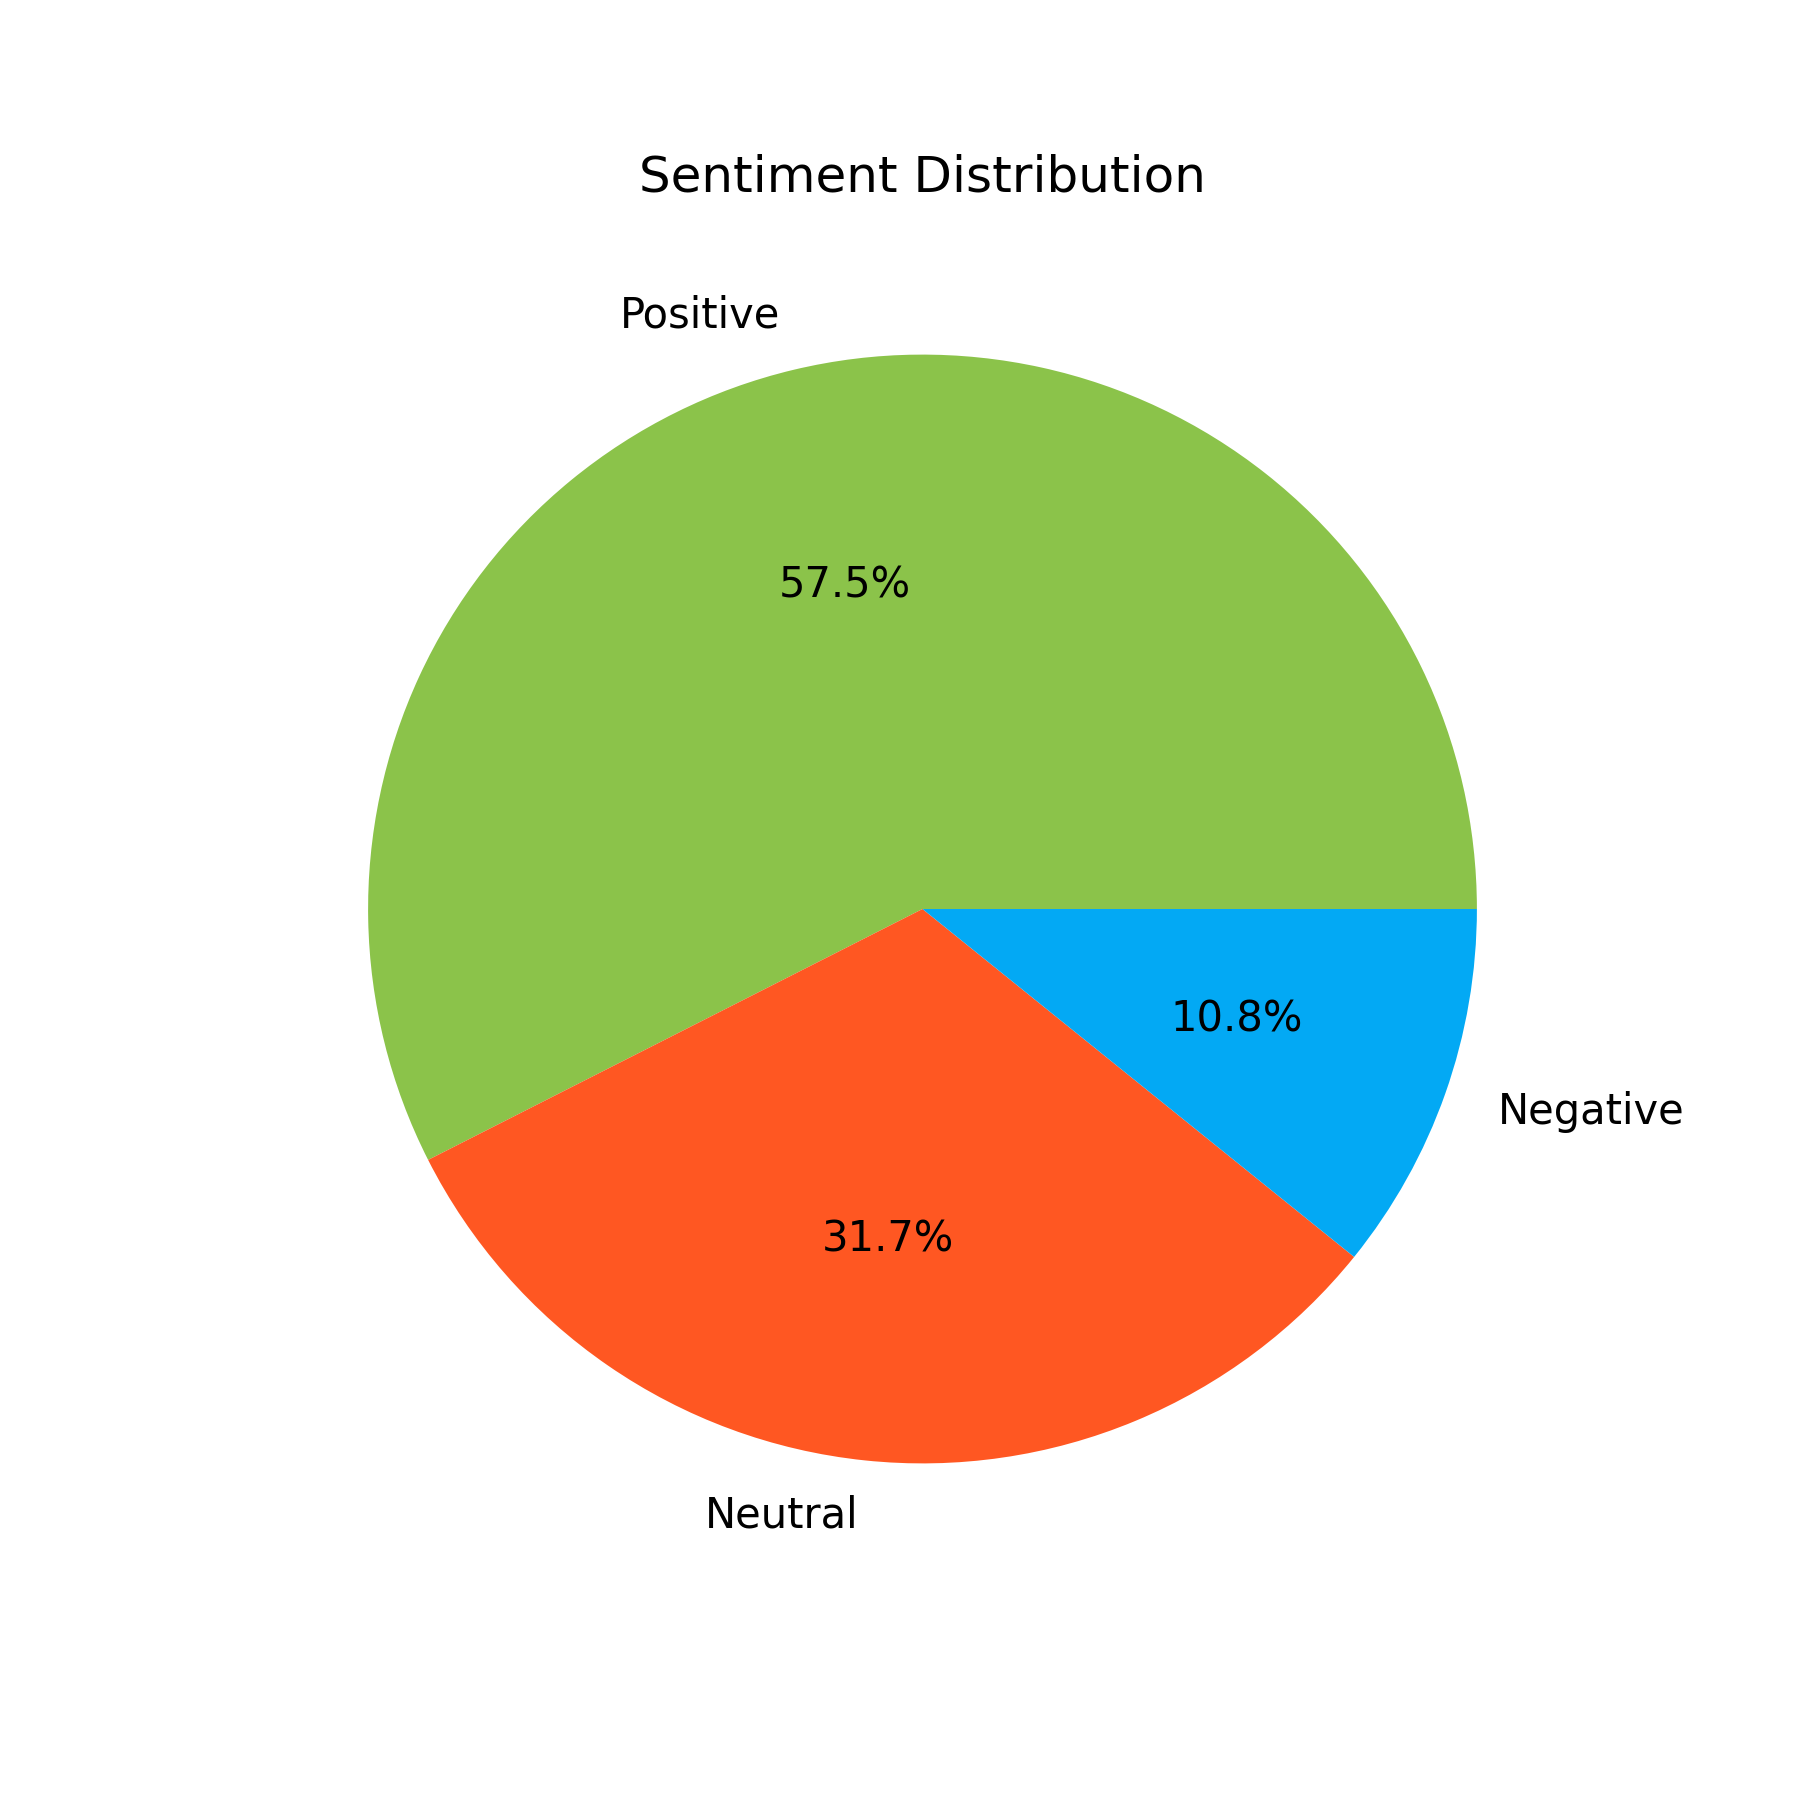 Sentiment Distribution
Positive
57.5%
10.8%
Negative
31.7%
Neutral